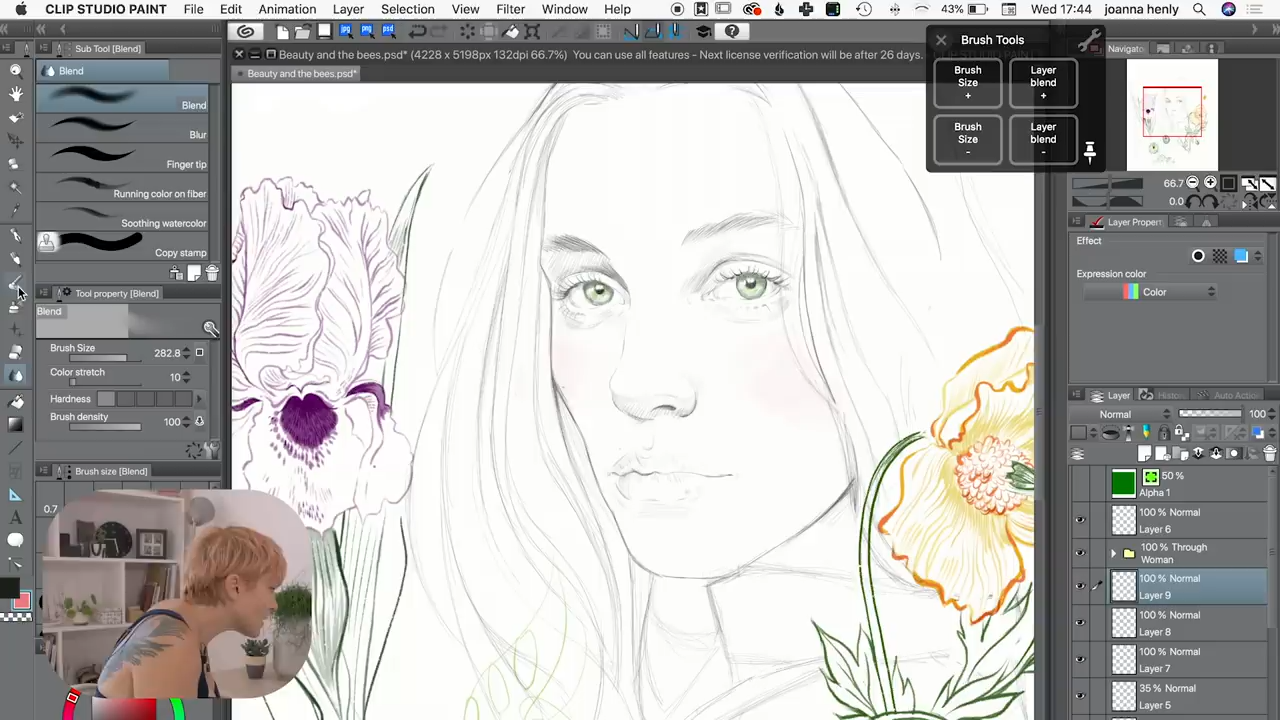 CLIP STUDIO PAINT File Edit Animation Layer Selection View Filter Window Help 43% Wed 17:44 joanna henly
Sub Tool [Blend]
Blend
Blend
Blur
Finger tip
Running color on fiber
Soothing watercolor
Copy stamp
Tool property [Blend]
Blend
Brush Size 282.8
Color stretch 10
Hardness
Brush density 100
Brush size [Blend]
0.7
Beauty and the bees.psd* (4228 x 5198px 132dpi 66.7%) You can use all features - Next license verification will be after 26 days.
Beauty and the bees.psd*
Brush Tools
Brush Size +
Layer blend +
Brush Size -
Layer blend -
Navigato
66.7
0.0
Layer Propert
Effect
Expression color
Color
Layer Histo Auto Action
Normal 100
50 %
Alpha 1
100 % Normal
Layer 6
100 % Through
Woman
100 % Normal
Layer 9
100 % Normal
Layer 8
100 % Normal
Layer 7
35 % Normal
Layer 5